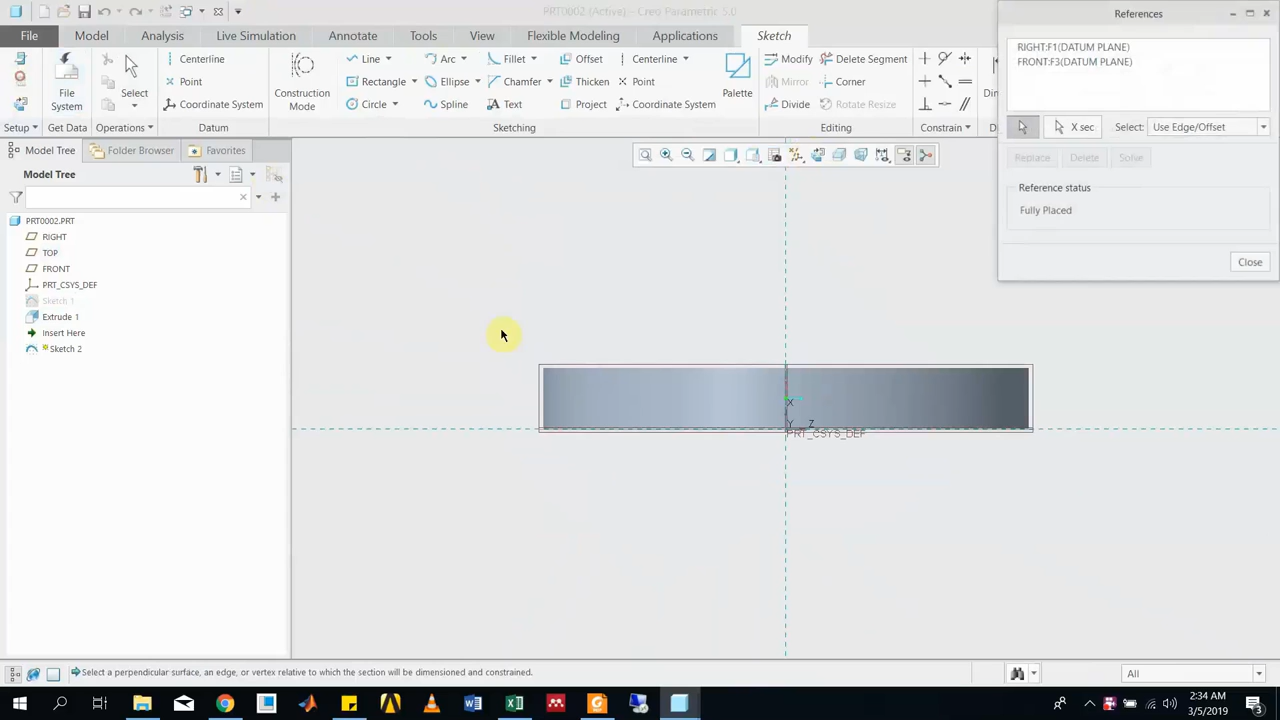 PRT0002 (Active) - Creo Parametric 5.0
References
File
Model
Analysis
Live Simulation
Annotate
Tools
View
Flexible Modeling
Applications
Sketch
RIGHT:F1(DATUM PLANE)
FRONT:F3(DATUM PLANE)
Centerline
Line
Arc
Fillet
Offset
Centerline
Modify
Delete Segment
Point
Rectangle
Ellipse
Chamfer
Thicken
Point
Mirror
Corner
File System
Select
Coordinate System
Construction Mode
Circle
Spline
Text
Project
Coordinate System
Palette
Divide
Rotate Resize
Setup
Get Data
Operations
Datum
Sketching
Editing
Constrain
X sec
Select:
Use Edge/Offset
Replace
Delete
Solve
Reference status
Fully Placed
Close
Model Tree
Folder Browser
Favorites
Model Tree
PRT0002.PRT
RIGHT
TOP
FRONT
PRT_CSYS_DEF
Sketch 1
Extrude 1
Insert Here
Sketch 2
X
Y
Z
PRT_CSYS_DEF
Select a perpendicular surface, an edge, or vertex relative to which the section will be dimensioned and constrained.
All
2:34 AM
3/5/2019
3